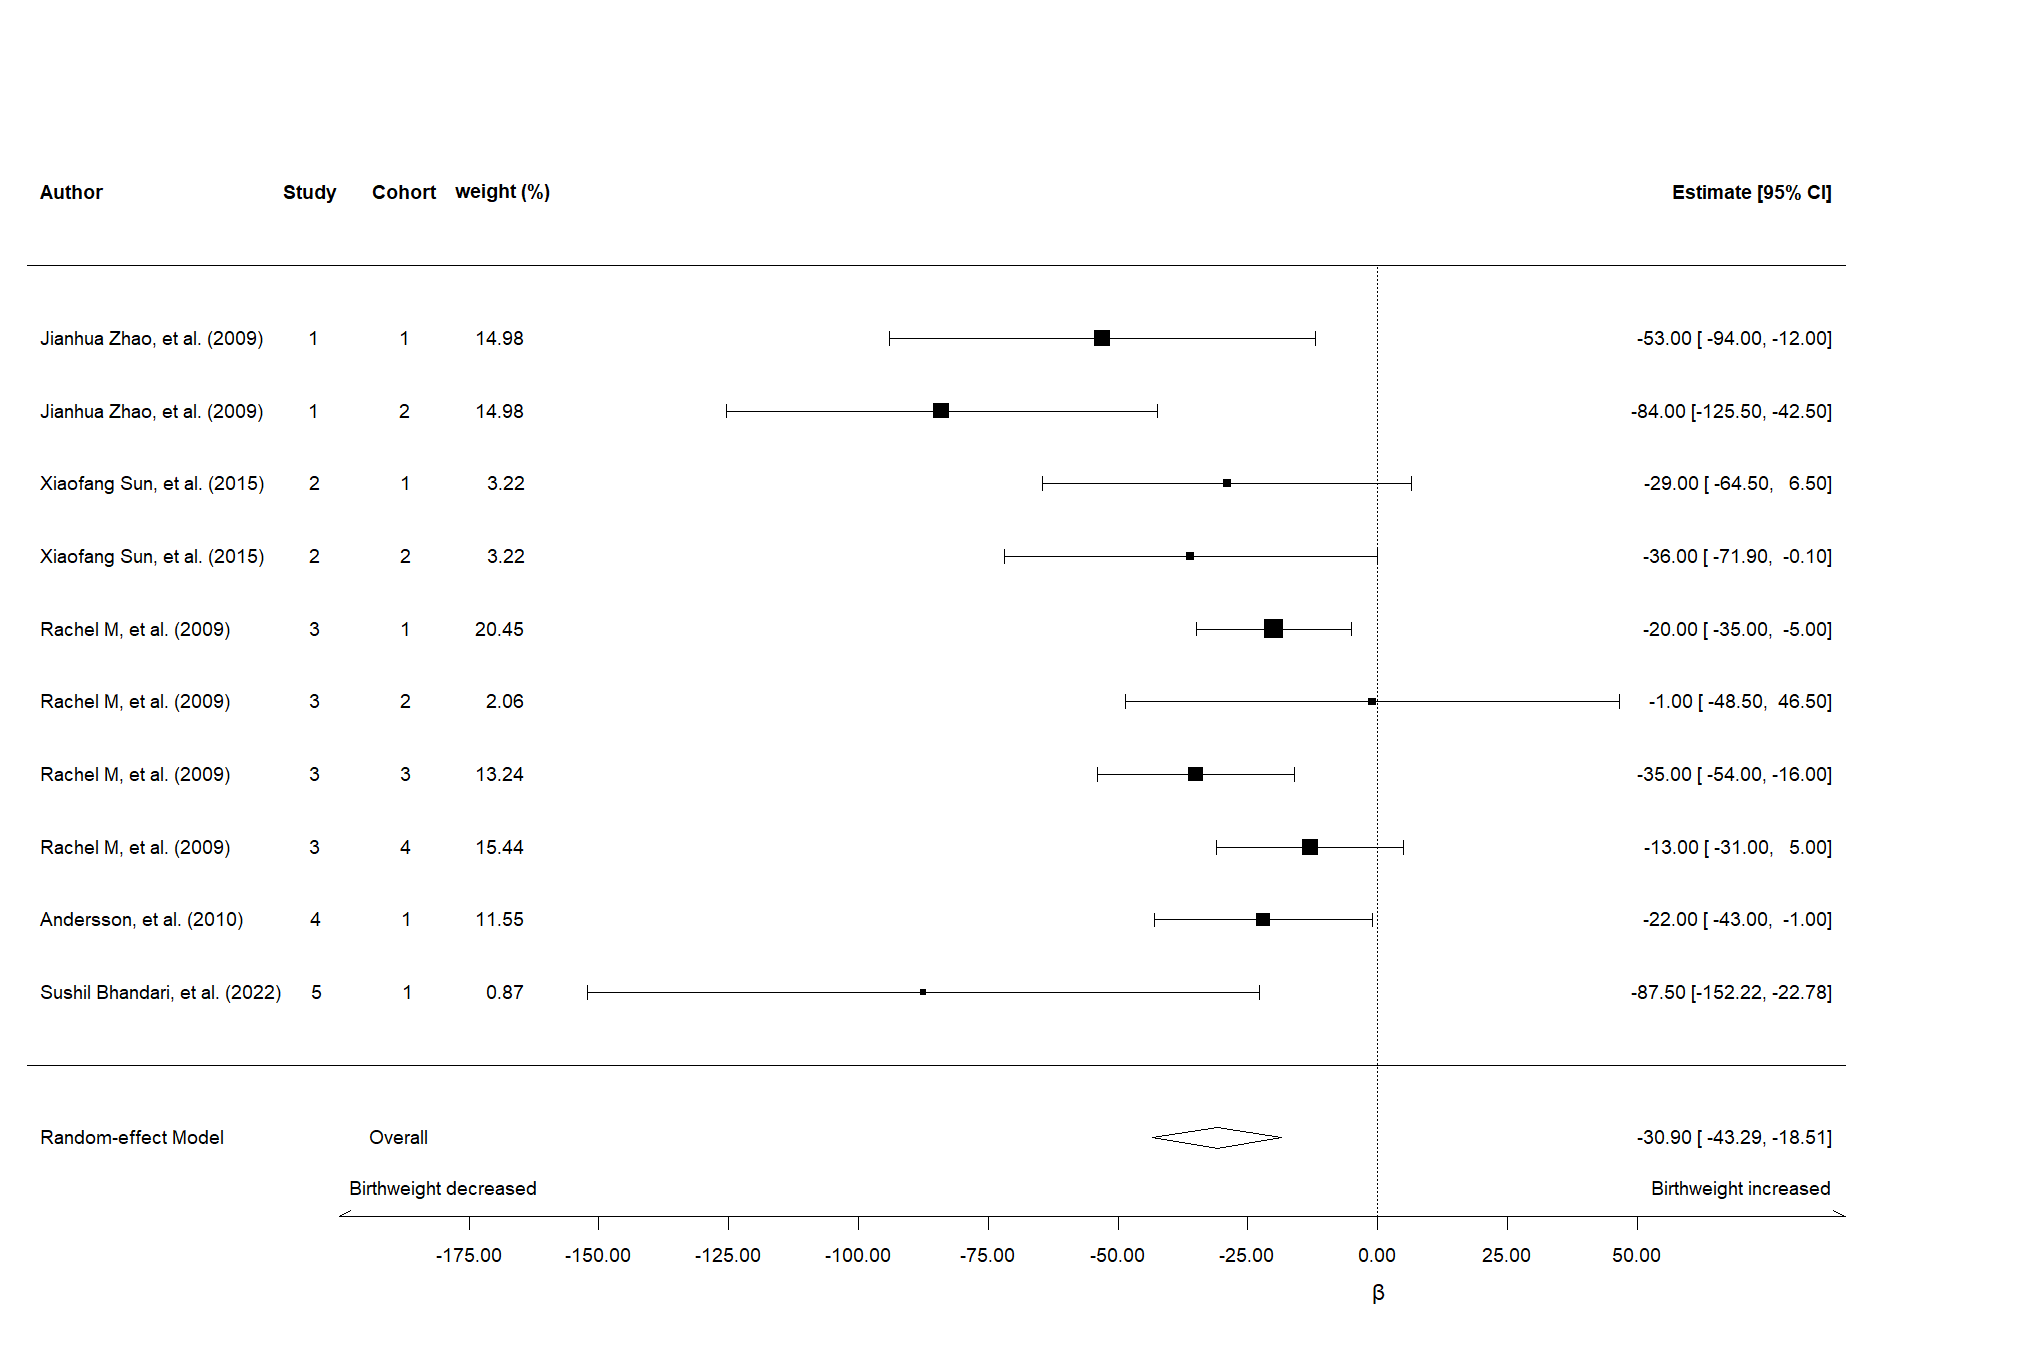 Author Study Cohort weight (%) Estimate [95% CI]
Jianhua Zhao, et al. (2009) 1 1 14.98 -53.00 [ -94.00, -12.00]
Jianhua Zhao, et al. (2009) 1 2 14.98 -84.00 [-125.50, -42.50]
Xiaofang Sun, et al. (2015) 2 1 3.22 -29.00 [ -64.50, 6.50]
Xiaofang Sun, et al. (2015) 2 2 3.22 -36.00 [ -71.90, -0.10]
Rachel M, et al. (2009) 3 1 20.45 -20.00 [ -35.00, -5.00]
Rachel M, et al. (2009) 3 2 2.06 -1.00 [ -48.50, 46.50]
Rachel M, et al. (2009) 3 3 13.24 -35.00 [ -54.00, -16.00]
Rachel M, et al. (2009) 3 4 15.44 -13.00 [ -31.00, 5.00]
Andersson, et al. (2010) 4 1 11.55 -22.00 [ -43.00, -1.00]
Sushil Bhandari, et al. (2022) 5 1 0.87 -87.50 [-152.22, -22.78]
Random-effect Model Overall -30.90 [ -43.29, -18.51]
Birthweight decreased Birthweight increased
-175.00 -150.00 -125.00 -100.00 -75.00 -50.00 -25.00 0.00 25.00 50.00
β